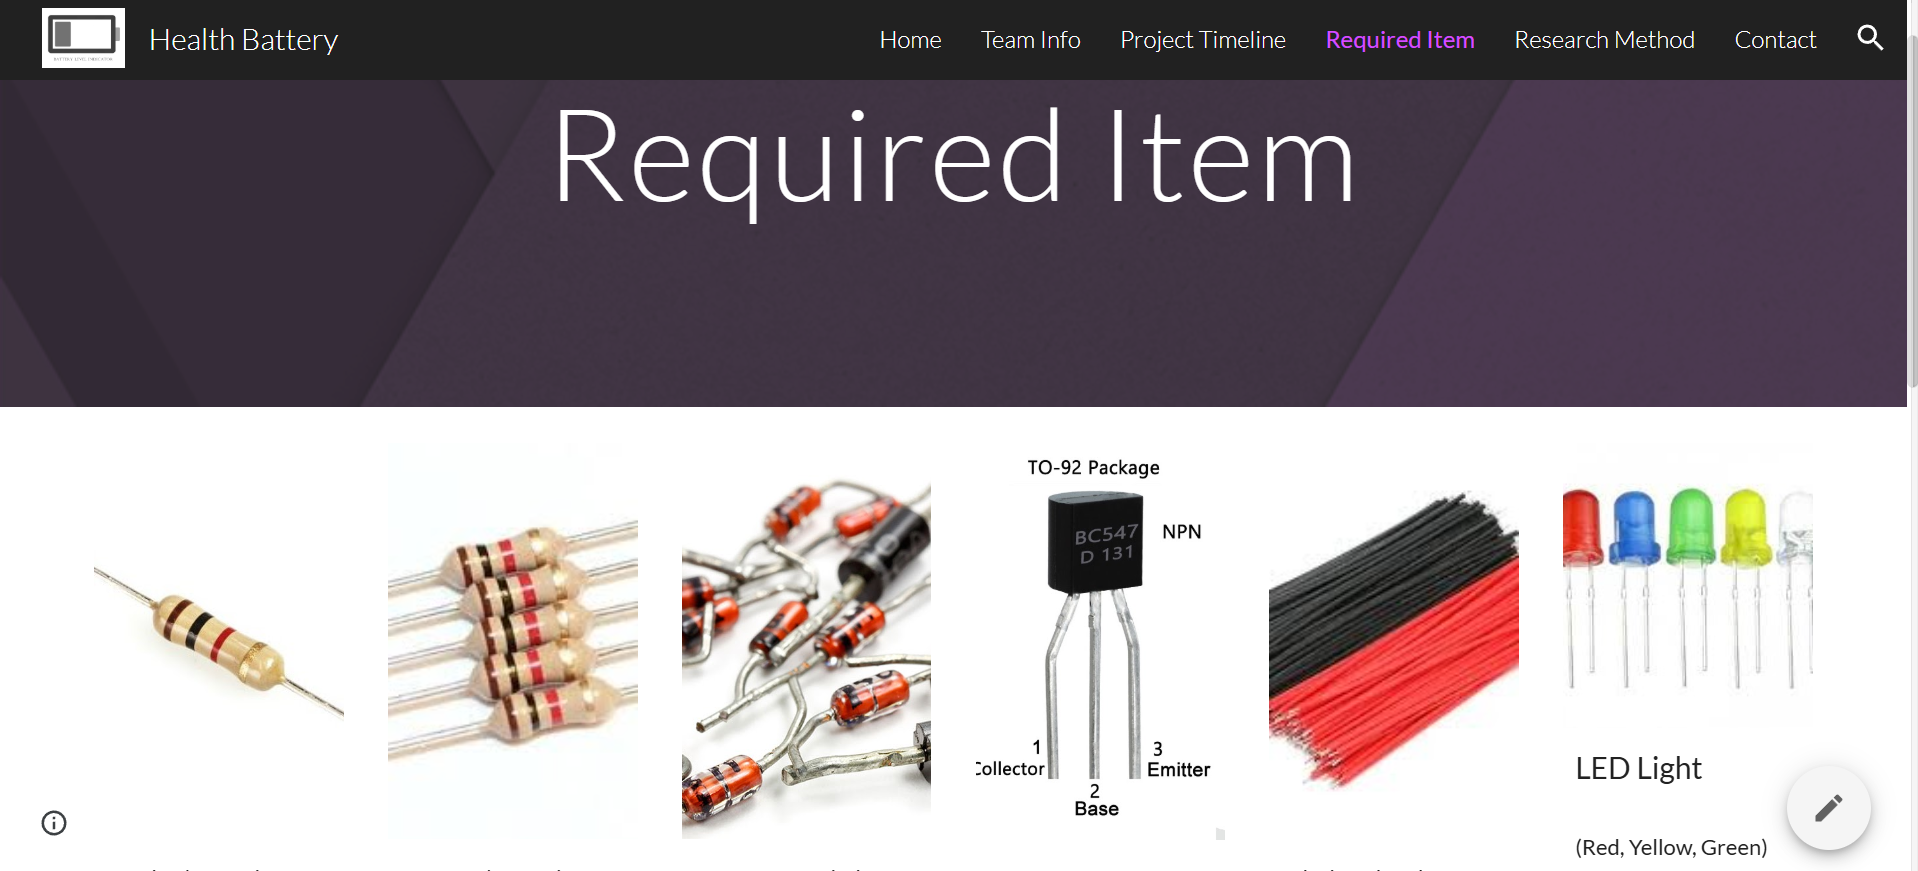 Health Battery
Home
Team Info
Project Timeline
Required Item
Research Method
Contact
Required Item
TO-92 Package
BC547
D 131
NPN
1
Collector
2
Base
3
Emitter
LED Light
(Red, Yellow, Green)